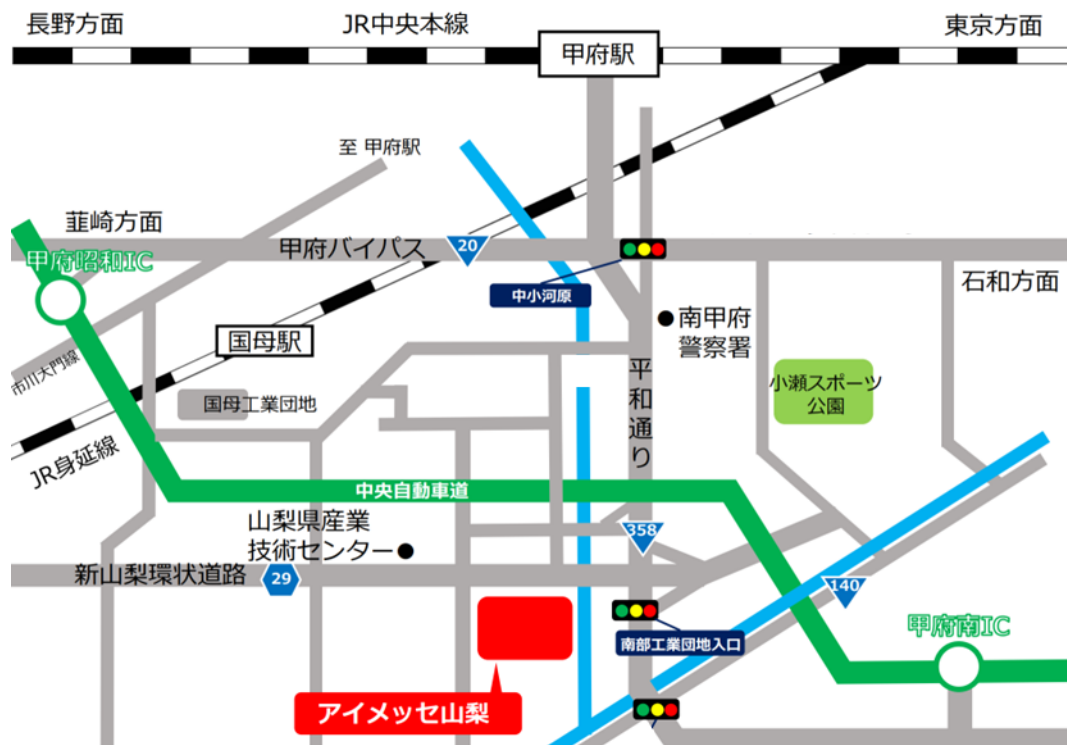 長野方面
JR中央本線
東京方面
甲府駅
至 甲府駅
韮崎方面
甲府バイパス
20
甲府昭和IC
石和方面
中小河原
国母駅
南甲府
警察署
市川大門線
平和通り
小瀬スポーツ
公園
国母工業団地
JR身延線
中央自動車道
山梨県産業
技術センター
358
新山梨環状道路
29
140
南部工業団地入口
甲府南IC
アイメッセ山梨